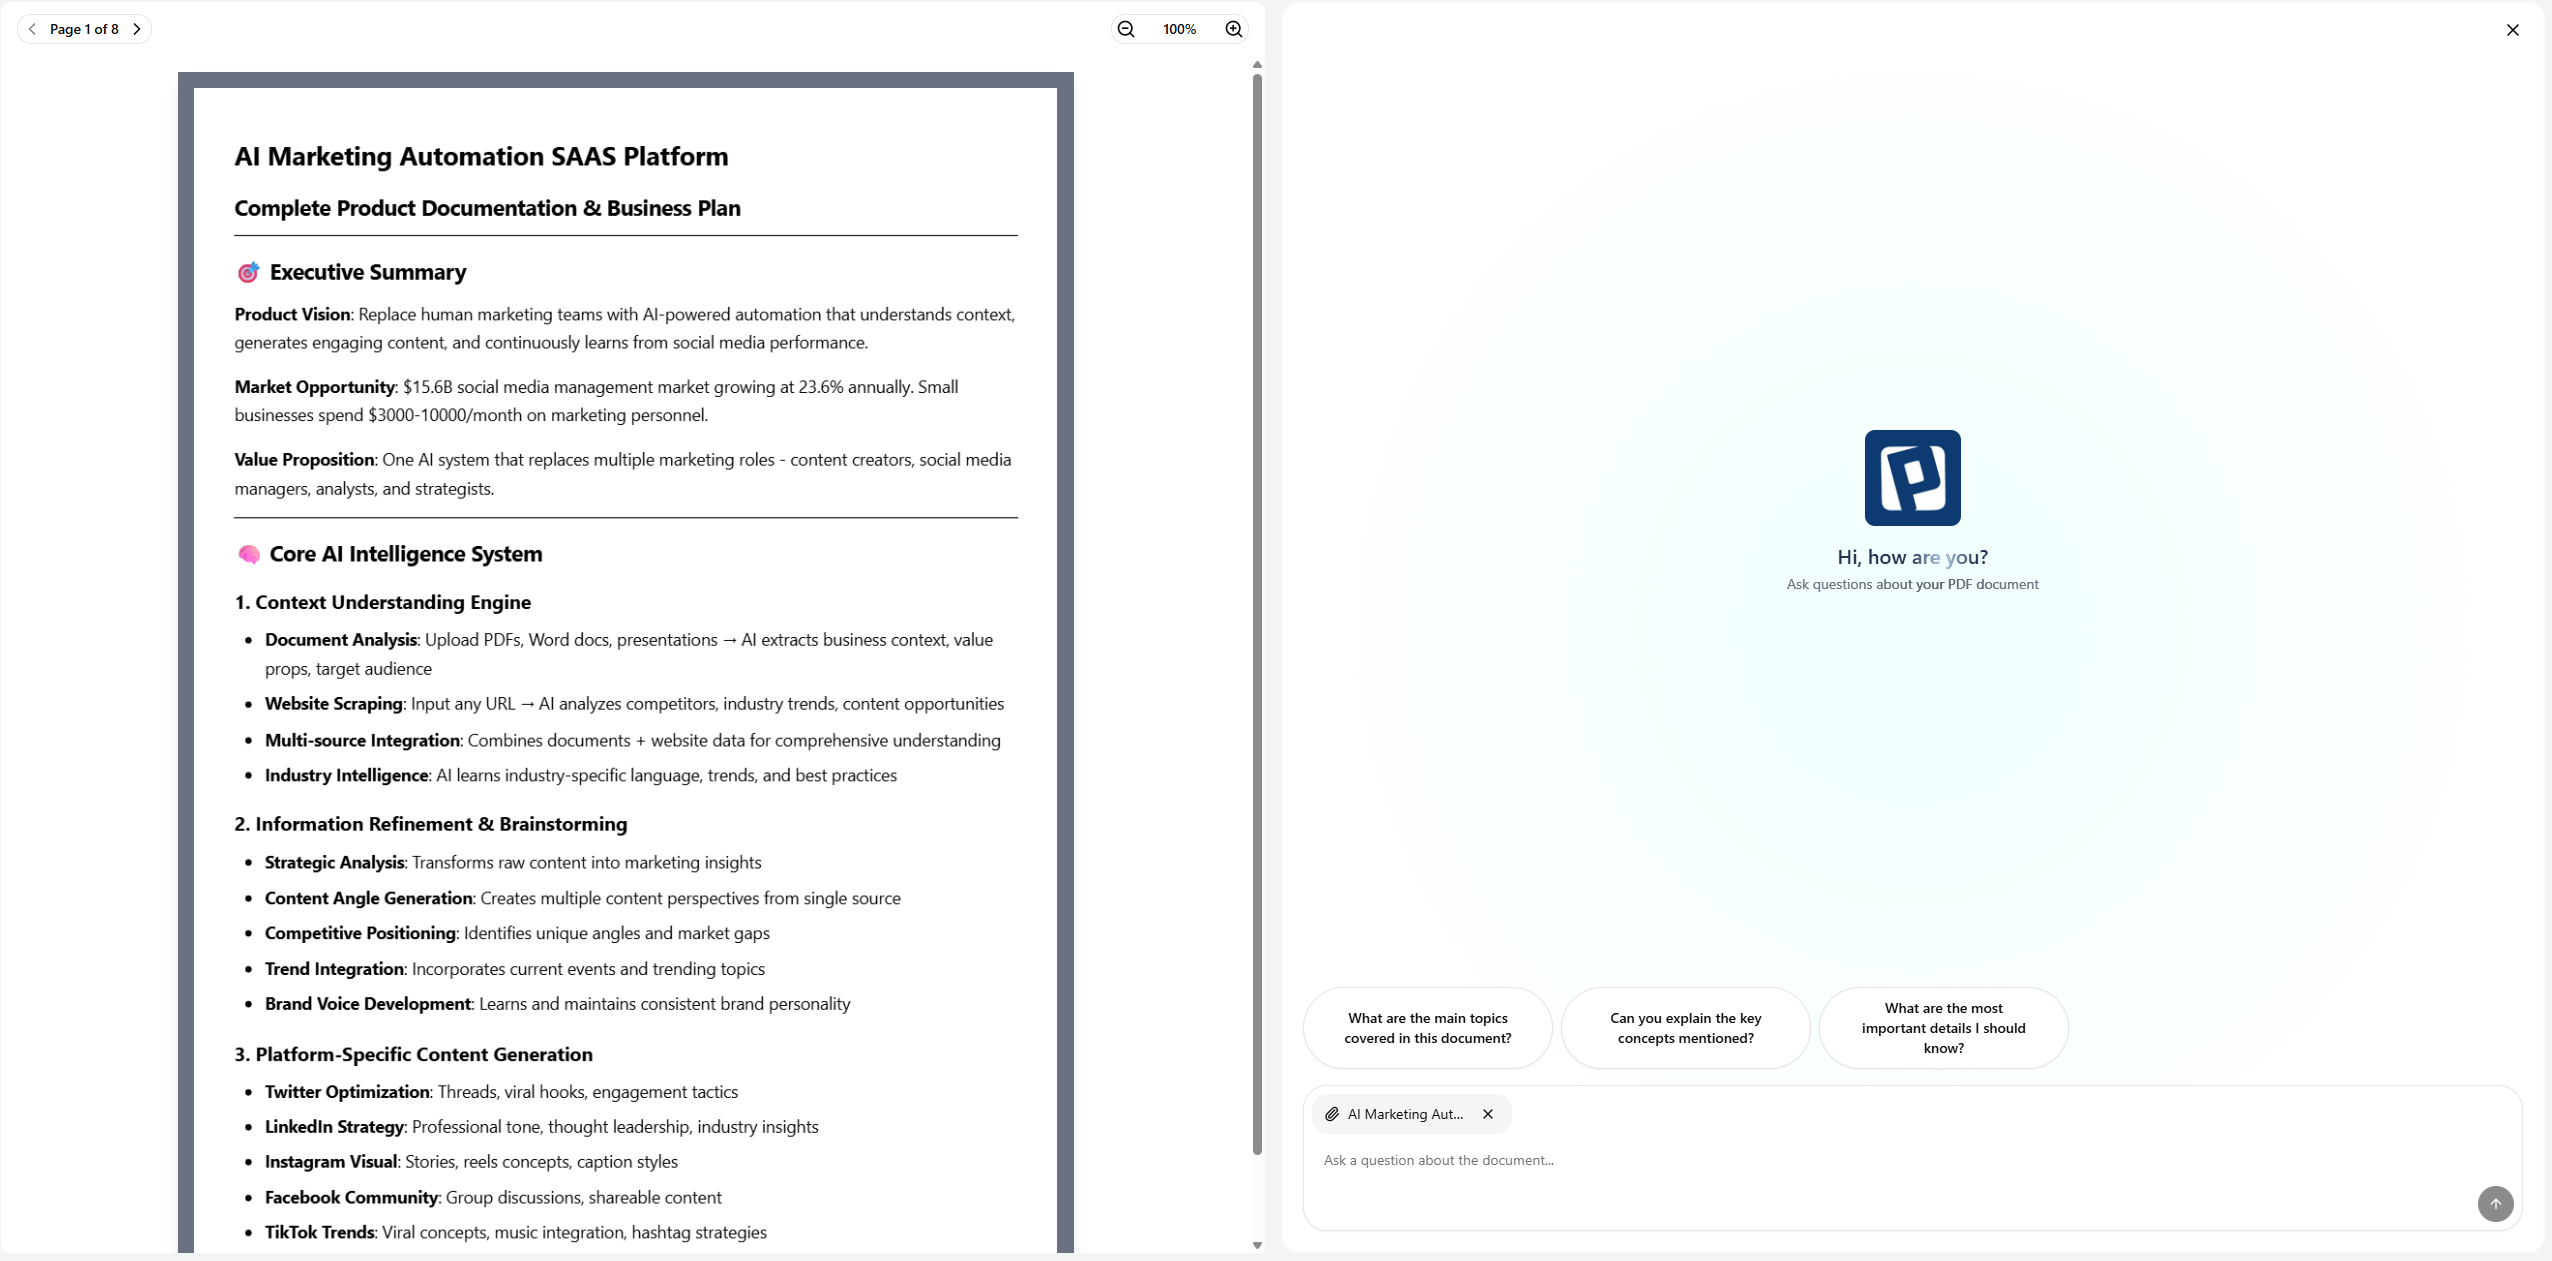 Page 1 of 8
100%
AI Marketing Automation SAAS Platform
Complete Product Documentation & Business Plan
🎯 Executive Summary
Product Vision: Replace human marketing teams with AI-powered automation that understands context,
generates engaging content, and continuously learns from social media performance.
Market Opportunity: $15.6B social media management market growing at 23.6% annually. Small
businesses spend $3000-10000/month on marketing personnel.
Value Proposition: One AI system that replaces multiple marketing roles - content creators, social media
managers, analysts, and strategists.
🧠 Core AI Intelligence System
1. Context Understanding Engine
• Document Analysis: Upload PDFs, Word docs, presentations → AI extracts business context, value
props, target audience
• Website Scraping: Input any URL → AI analyzes competitors, industry trends, content opportunities
• Multi-source Integration: Combines documents + website data for comprehensive understanding
• Industry Intelligence: AI learns industry-specific language, trends, and best practices
2. Information Refinement & Brainstorming
• Strategic Analysis: Transforms raw content into marketing insights
• Content Angle Generation: Creates multiple content perspectives from single source
• Competitive Positioning: Identifies unique angles and market gaps
• Trend Integration: Incorporates current events and trending topics
• Brand Voice Development: Learns and maintains consistent brand personality
3. Platform-Specific Content Generation
• Twitter Optimization: Threads, viral hooks, engagement tactics
• LinkedIn Strategy: Professional tone, thought leadership, industry insights
• Instagram Visual: Stories, reels concepts, caption styles
• Facebook Community: Group discussions, shareable content
• TikTok Trends: Viral concepts, music integration, hashtag strategies
Hi, how are you?
Ask questions about your PDF document
What are the main topics
covered in this document?
Can you explain the key
concepts mentioned?
What are the most
important details I should
know?
AI Marketing Aut...
Ask a question about the document...